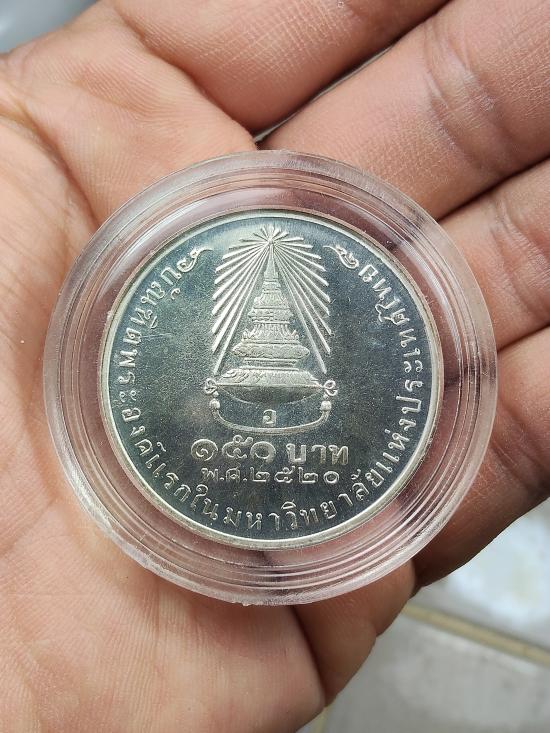 บัณฑิตพระองค์แรกในมหาวิทยาลัยแห่งประเทศไทย
อ
๑๕๐ บาท
พ.ศ.๒๕๒๐